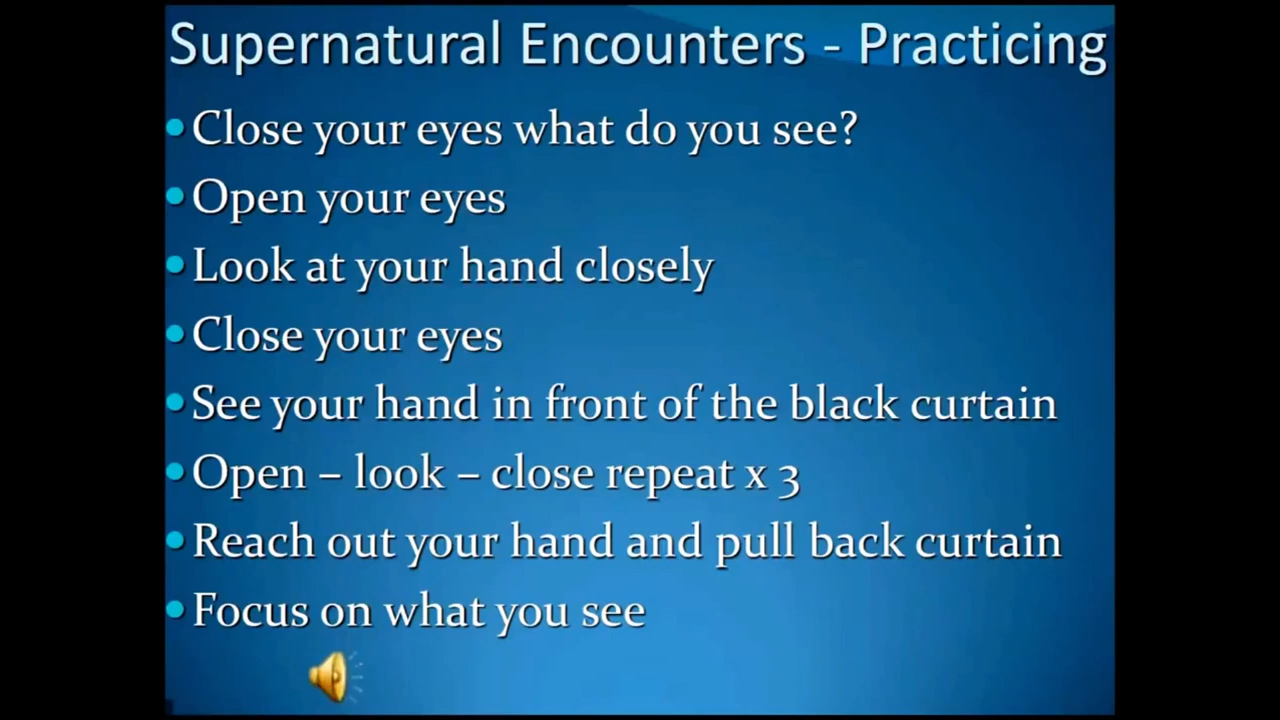 Supernatural Encounters - Practicing
• Close your eyes what do you see?
• Open your eyes
• Look at your hand closely
• Close your eyes
• See your hand in front of the black curtain
• Open – look – close repeat x 3
• Reach out your hand and pull back curtain
• Focus on what you see